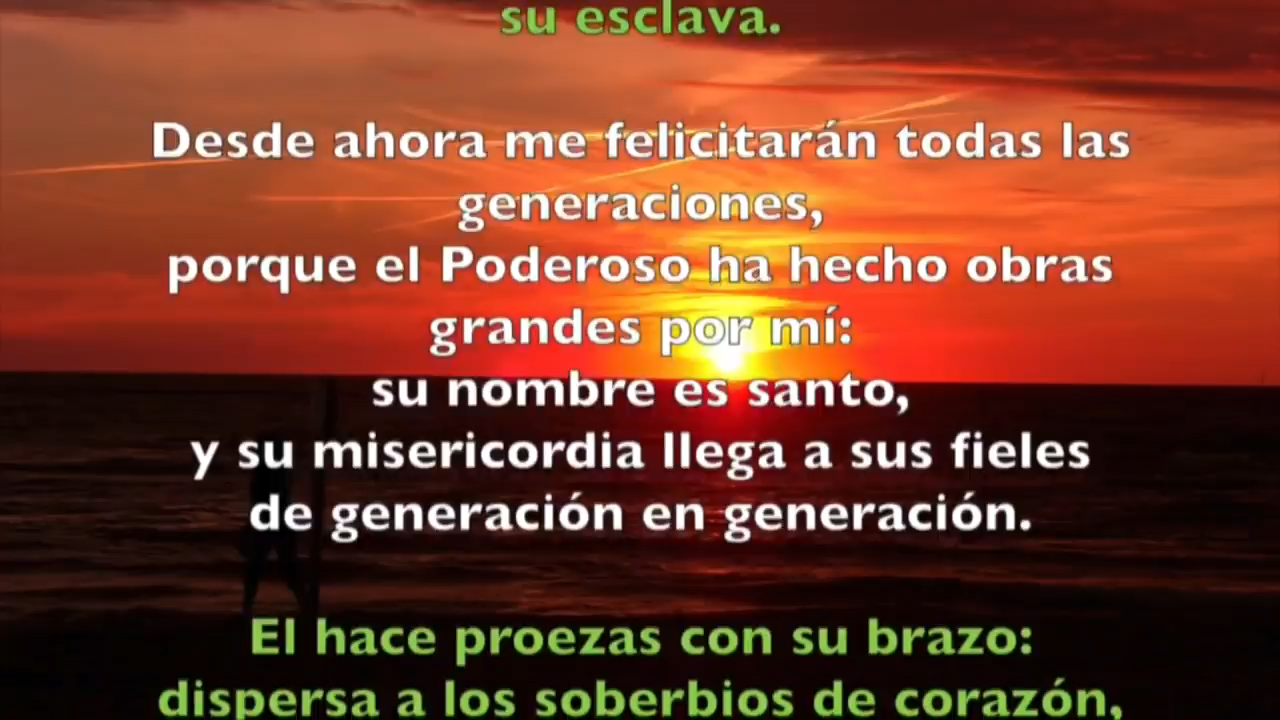 su esclava.
Desde ahora me felicitarán todas las
generaciones,
porque el Poderoso ha hecho obras
grandes por mí:
su nombre es santo,
y su misericordia llega a sus fieles
de generación en generación.
El hace proezas con su brazo:
dispersa a los soberbios de corazón,